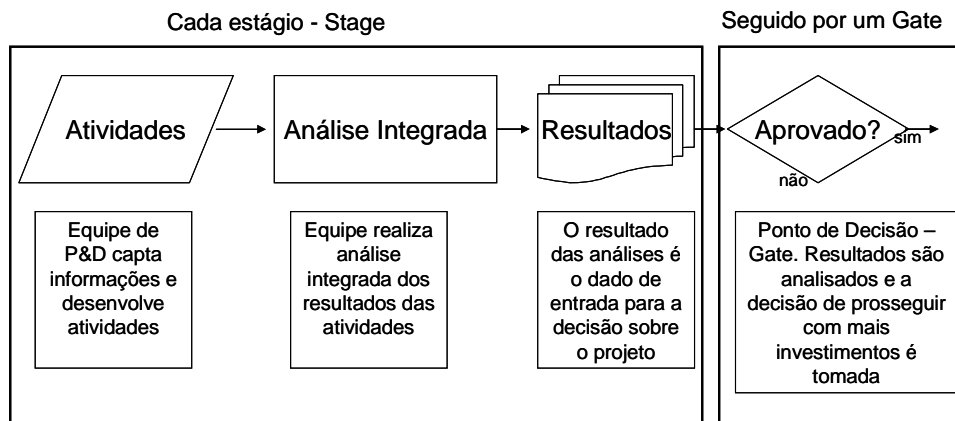 Cada estágio - Stage
Seguido por um Gate
Atividades
Análise Integrada
Resultados
Aprovado?
sim
não
Equipe de
P&D capta
informações e
desenvolve
atividades
Equipe realiza
análise
integrada dos
resultados das
atividades
O resultado
das análises é
o dado de
entrada para a
decisão sobre
o projeto
Ponto de Decisão –
Gate. Resultados são
analisados e a
decisão de prosseguir
com mais
investimentos é
tomada